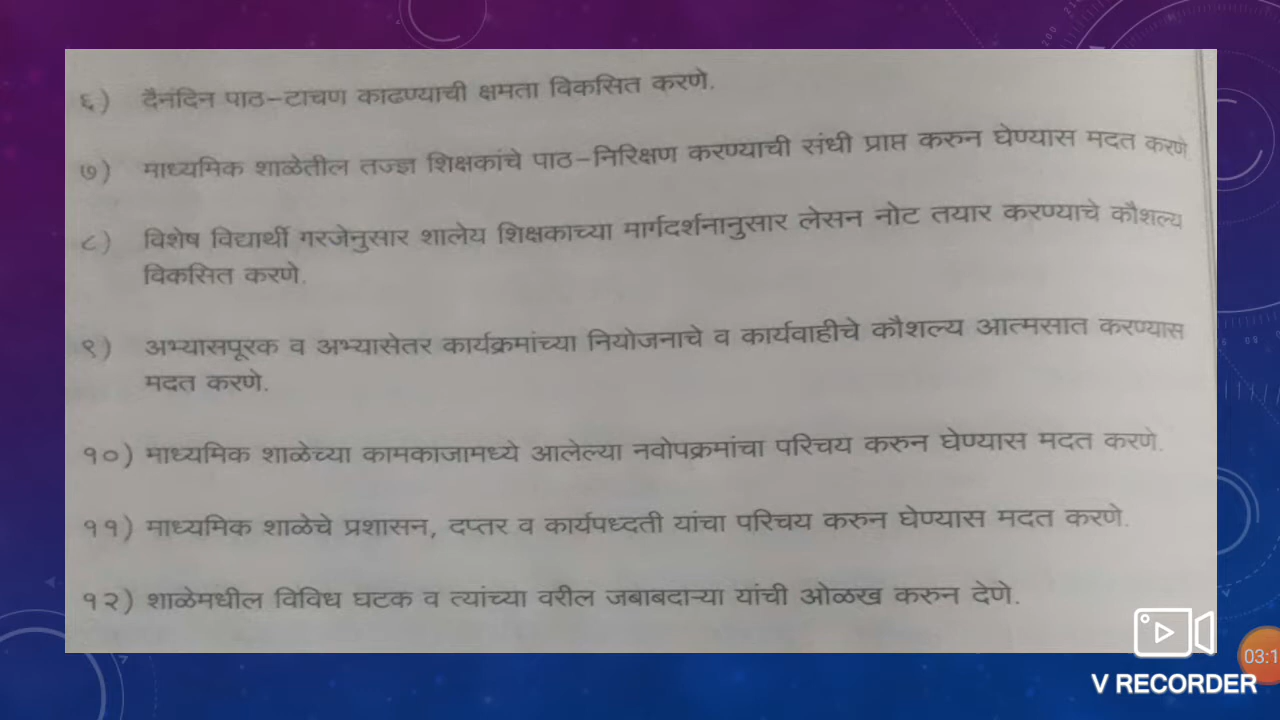 ६) दैनंदिन पाठ-टाचण काढण्याची क्षमता विकसित करणे.
७) माध्यमिक शाळेतील तज्ज्ञ शिक्षकांचे पाठ-निरिक्षण करण्याची संधी प्राप्त करुन घेण्यास मदत करणे
८) विशेष विद्यार्थी गरजेनुसार शालेय शिक्षकाच्या मार्गदर्शनानुसार लेसन नोट तयार करण्याचे कौशल्य
विकसित करणे.
९) अभ्यासपूरक व अभ्यासेतर कार्यक्रमांच्या नियोजनाचे व कार्यवाहीचे कौशल्य आत्मसात करण्यास
मदत करणे.
१०) माध्यमिक शाळेच्या कामकाजामध्ये आलेल्या नवोपक्रमांचा परिचय करुन घेण्यास मदत करणे.
११) माध्यमिक शाळेचे प्रशासन, दप्तर व कार्यपध्दती यांचा परिचय करुन घेण्यास मदत करणे.
१२) शाळेमधील विविध घटक व त्यांच्या वरील जबाबदाऱ्या यांची ओळख करुन देणे.
03:1
V RECORDER